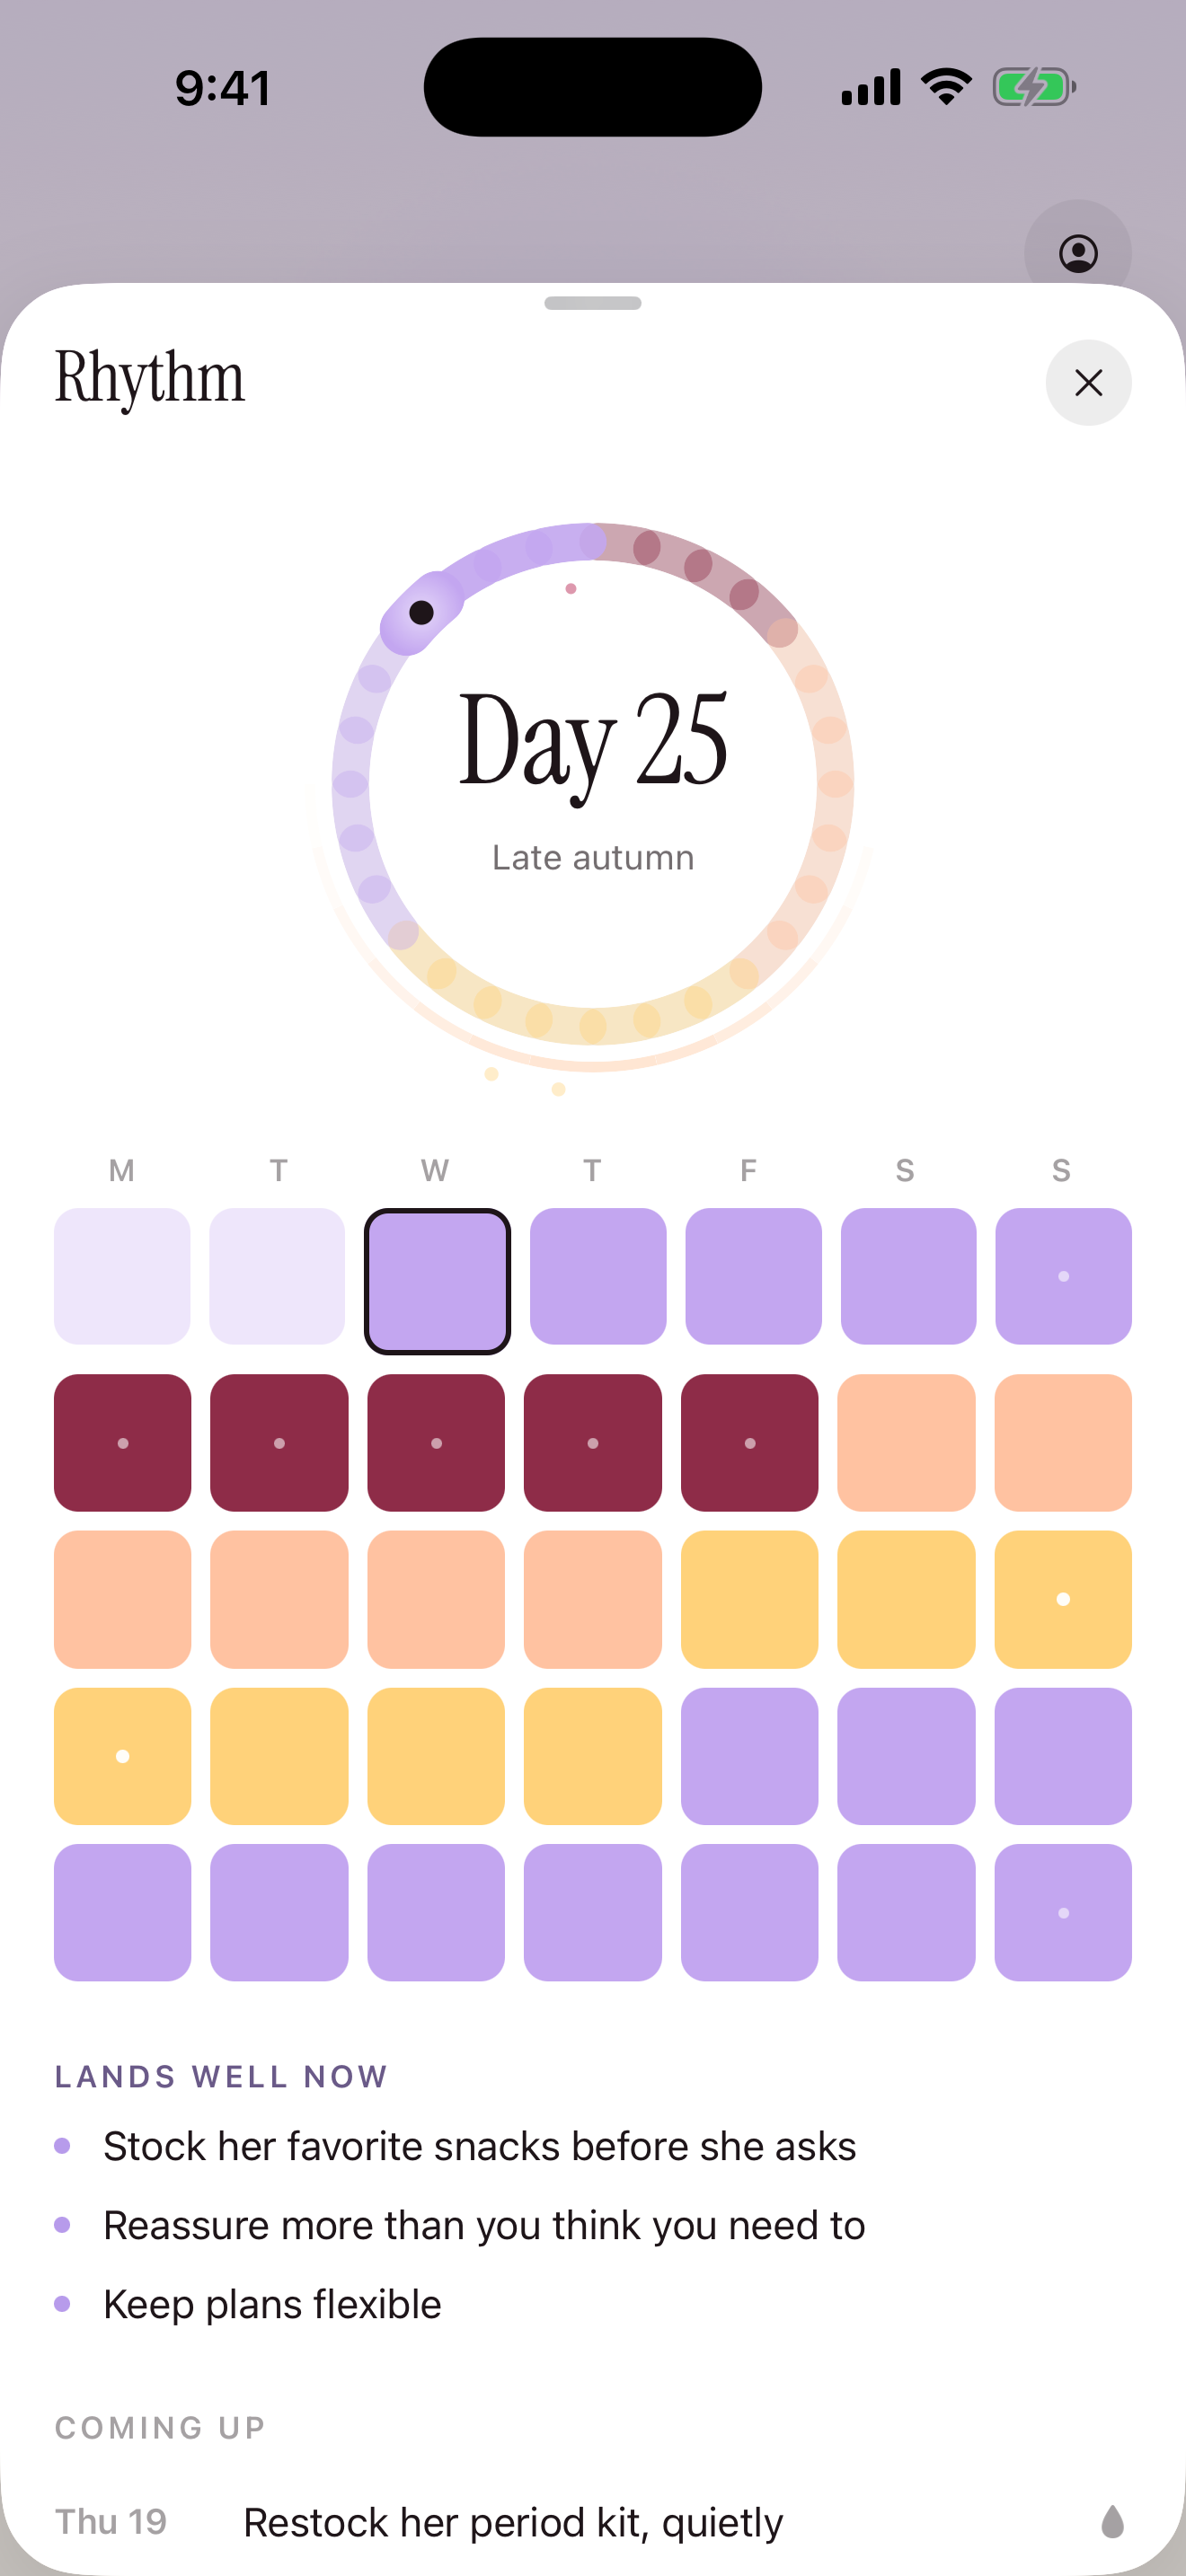 9:41
Rhythm
Day 25
Late autumn
M T W T F S S
LANDS WELL NOW
Stock her favorite snacks before she asks
Reassure more than you think you need to
Keep plans flexible
COMING UP
Thu 19 Restock her period kit, quietly